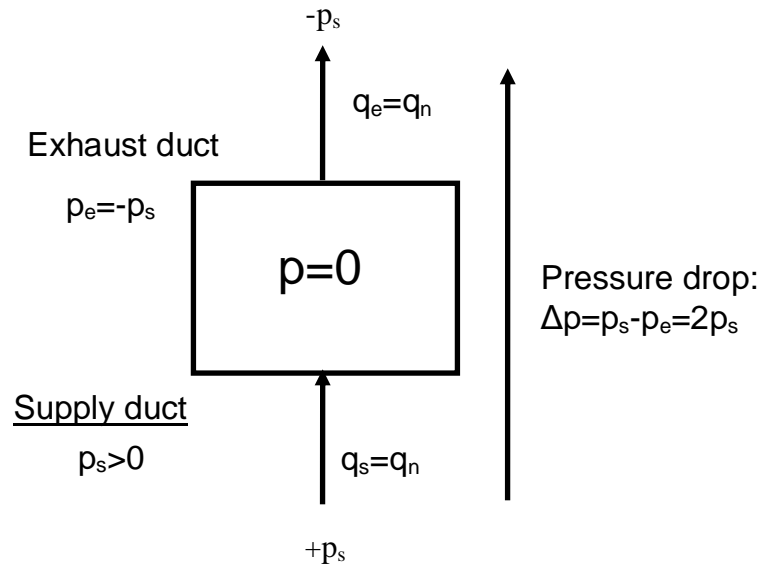 -pₛ
qₑ=qₙ
Exhaust duct
pₑ=-pₛ
p=0
Pressure drop:
Δp=pₛ-pₑ=2pₛ
Supply duct
pₛ>0
qₛ=qₙ
+pₛ